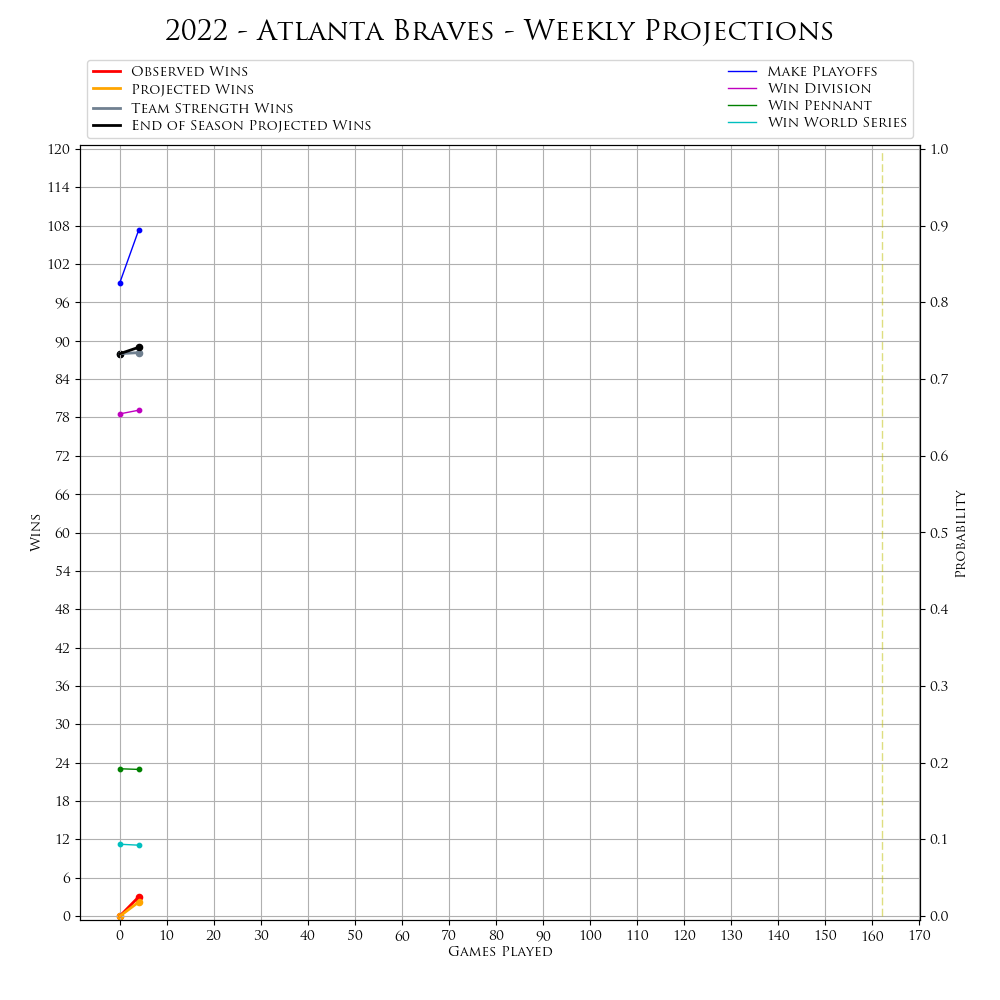 2022 - Atlanta Braves - Weekly Projections
Observed Wins
Projected Wins
Team Strength Wins
End of Season Projected Wins
Make Playoffs
Win Division
Win Pennant
Win World Series
120
114
108
102
96
90
84
78
72
66
60
54
48
42
36
30
24
18
12
6
0
Wins
1.0
0.9
0.8
0.7
0.6
0.5
0.4
0.3
0.2
0.1
0.0
Probability
0 10 20 30 40 50 60 70 80 90 100 110 120 130 140 150 160 170
Games Played